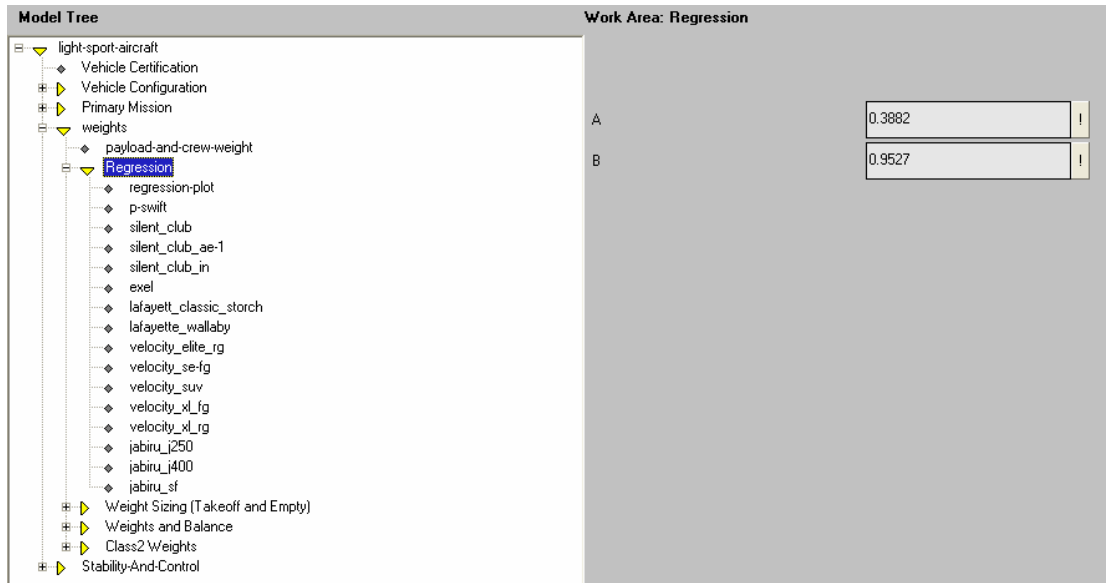 Model Tree
Work Area: Regression
light-sport-aircraft
Vehicle Certification
Vehicle Configuration
Primary Mission
weights
payload-and-crew-weight
Regression
regression-plot
p-swift
silent_club
silent_club_ae-1
silent_club_in
exel
lafayett_classic_storch
lafayette_wallaby
velocity_elite_rg
velocity_se-fg
velocity_suv
velocity_xl_fg
velocity_xl_rg
jabiru_j250
jabiru_j400
jabiru_sf
Weight Sizing (Takeoff and Empty)
Weights and Balance
Class2 Weights
Stability-And-Control
A 0.3882 !
B 0.9527 !